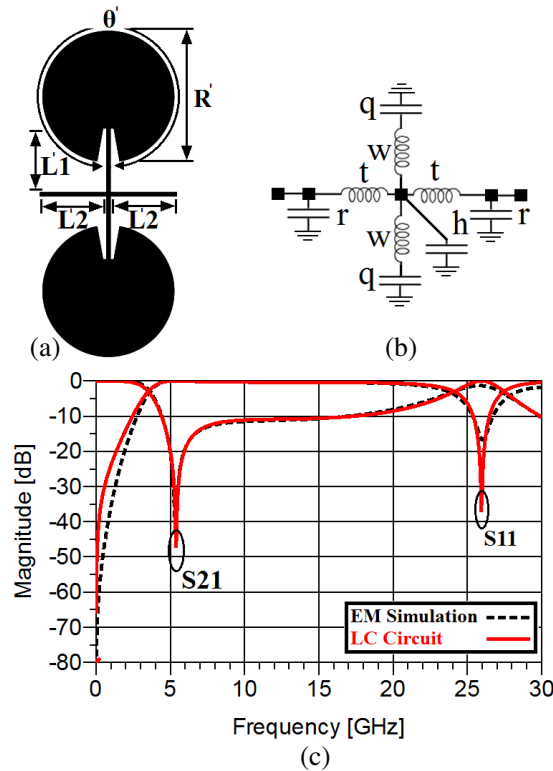 θ'
R'
L'1
L'2 L'2
(a)
q
w
t t
r h r
w
q
(b)
Magnitude [dB]
0
-10
-20
-30
-40
-50
-60
-70
-80
S21
S11
EM Simulation
LC Circuit
0 5 10 15 20 25 30
Frequency [GHz]
(c)